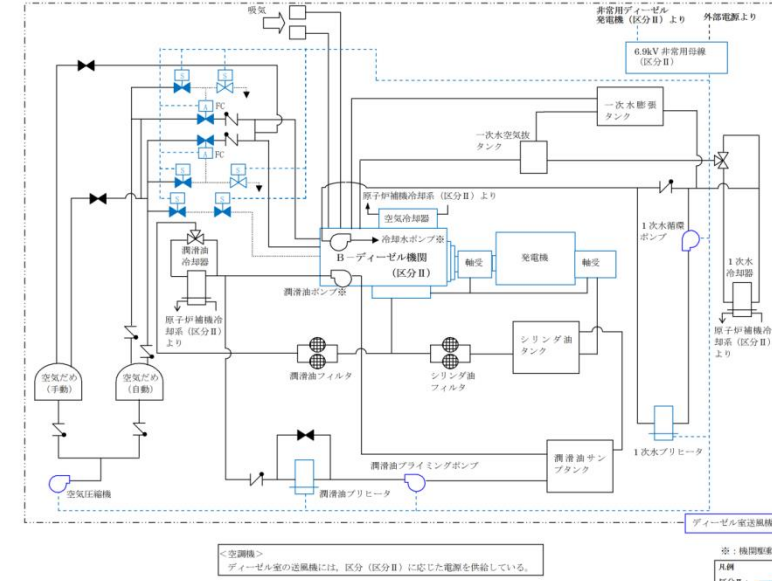 吸気
非常用ディーゼル
発電機(区分Ⅱ)より
外部電源より
6.9kV 非常用母線
(区分Ⅱ)
S
S
A
FC
一次水膨張
タンク
一次水空気抜
タンク
A
FC
S
S
原子炉補機冷却系(区分Ⅱ)より
S
S
空気冷却器
冷却水ポンプ※
B-ディーゼル機関
(区分Ⅱ)
軸受
発電機
軸受
1次水循環
ポンプ
潤滑油
冷却器
潤滑油ポンプ※
1次水
冷却器
原子炉補機冷
却系(区分Ⅱ)
より
原子炉補機冷
却系(区分Ⅱ)
より
シリンダ油
タンク
空気だめ
(手動)
空気だめ
(自動)
潤滑油フィルタ
シリンダ油
フィルタ
潤滑油サン
プタンク
1次水プリヒータ
潤滑油プライミングポンプ
空気圧縮機
潤滑油プリヒータ
ディーゼル室送風機
<空調機>
ディーゼル室の送風機には、区分(区分Ⅱ)に応じた電源を供給している。
※:機関駆動
凡例